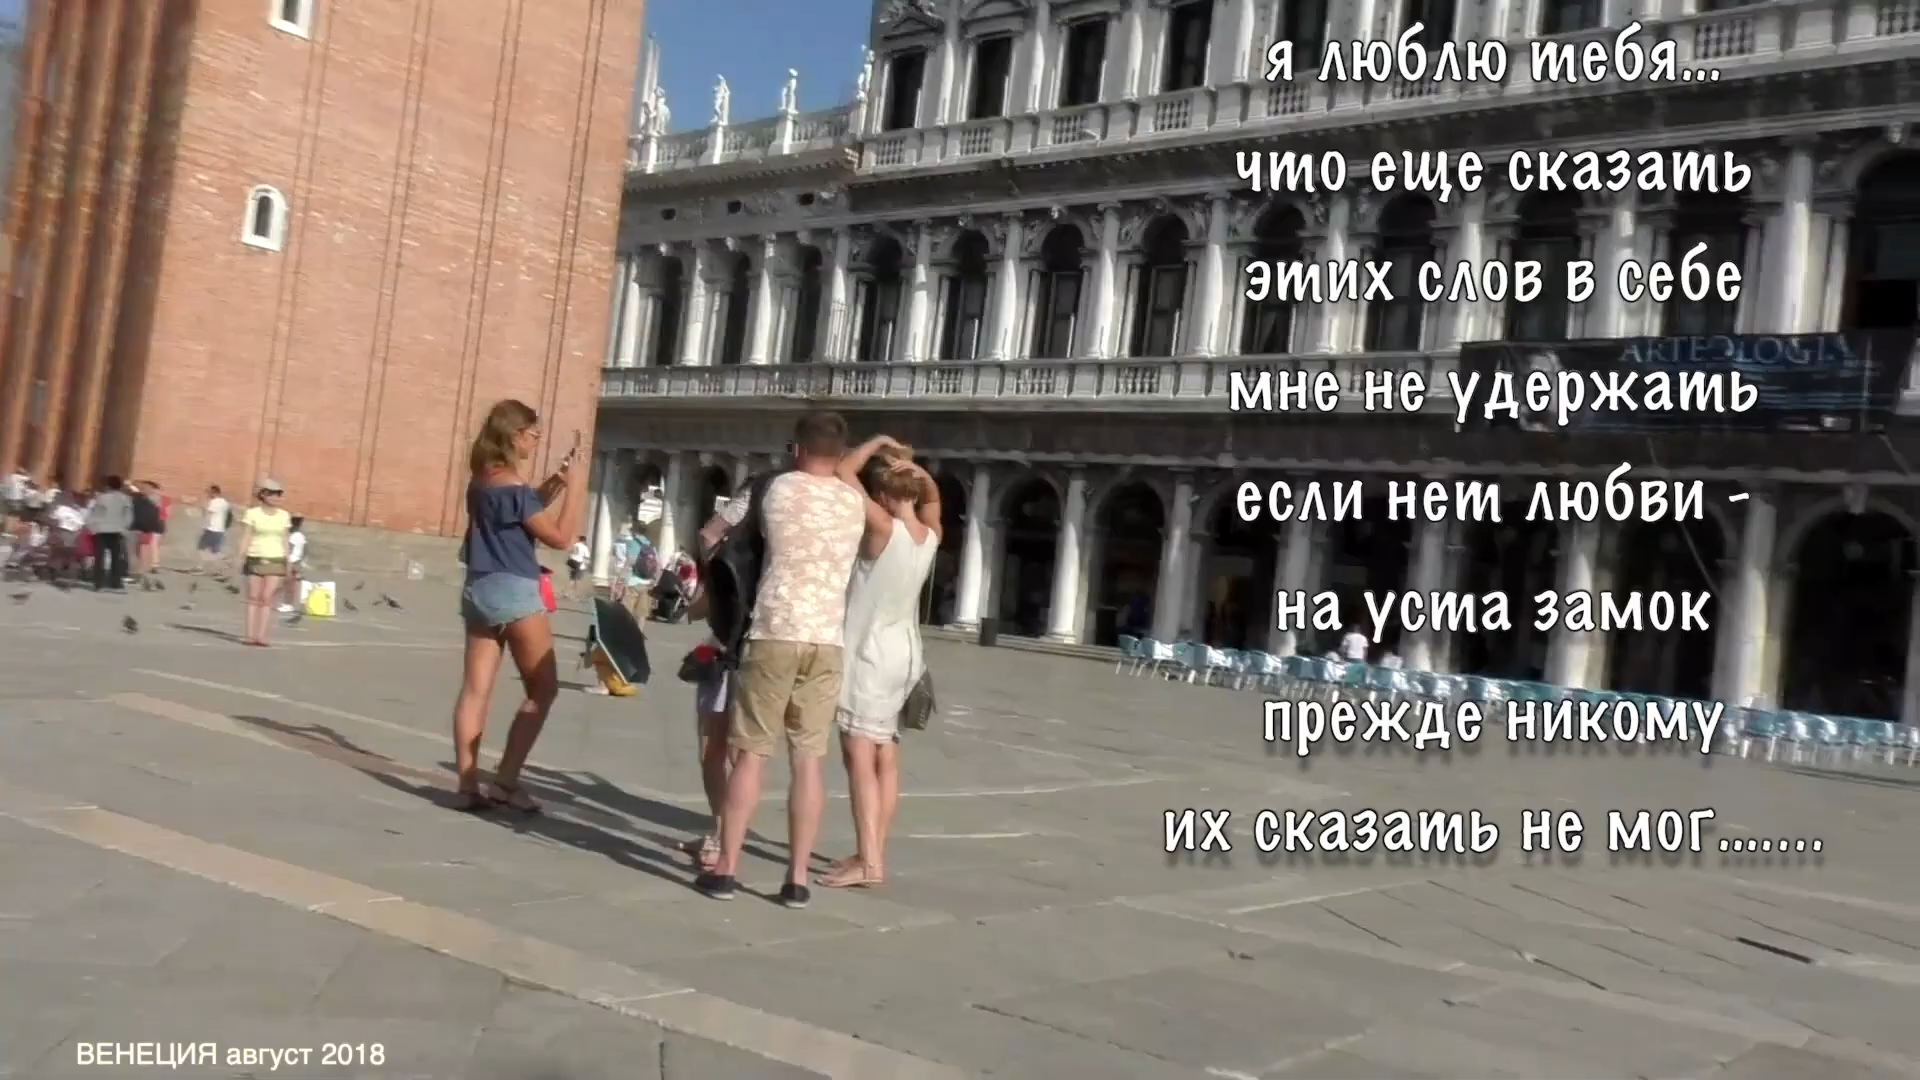 я люблю тебя...
что еще сказать
этих слов в себе
ARTEOLOGIA
мне не удержать
если нет любви -
на уста замок
прежде никому
их сказать не мог.......
ВЕНЕЦИЯ август 2018